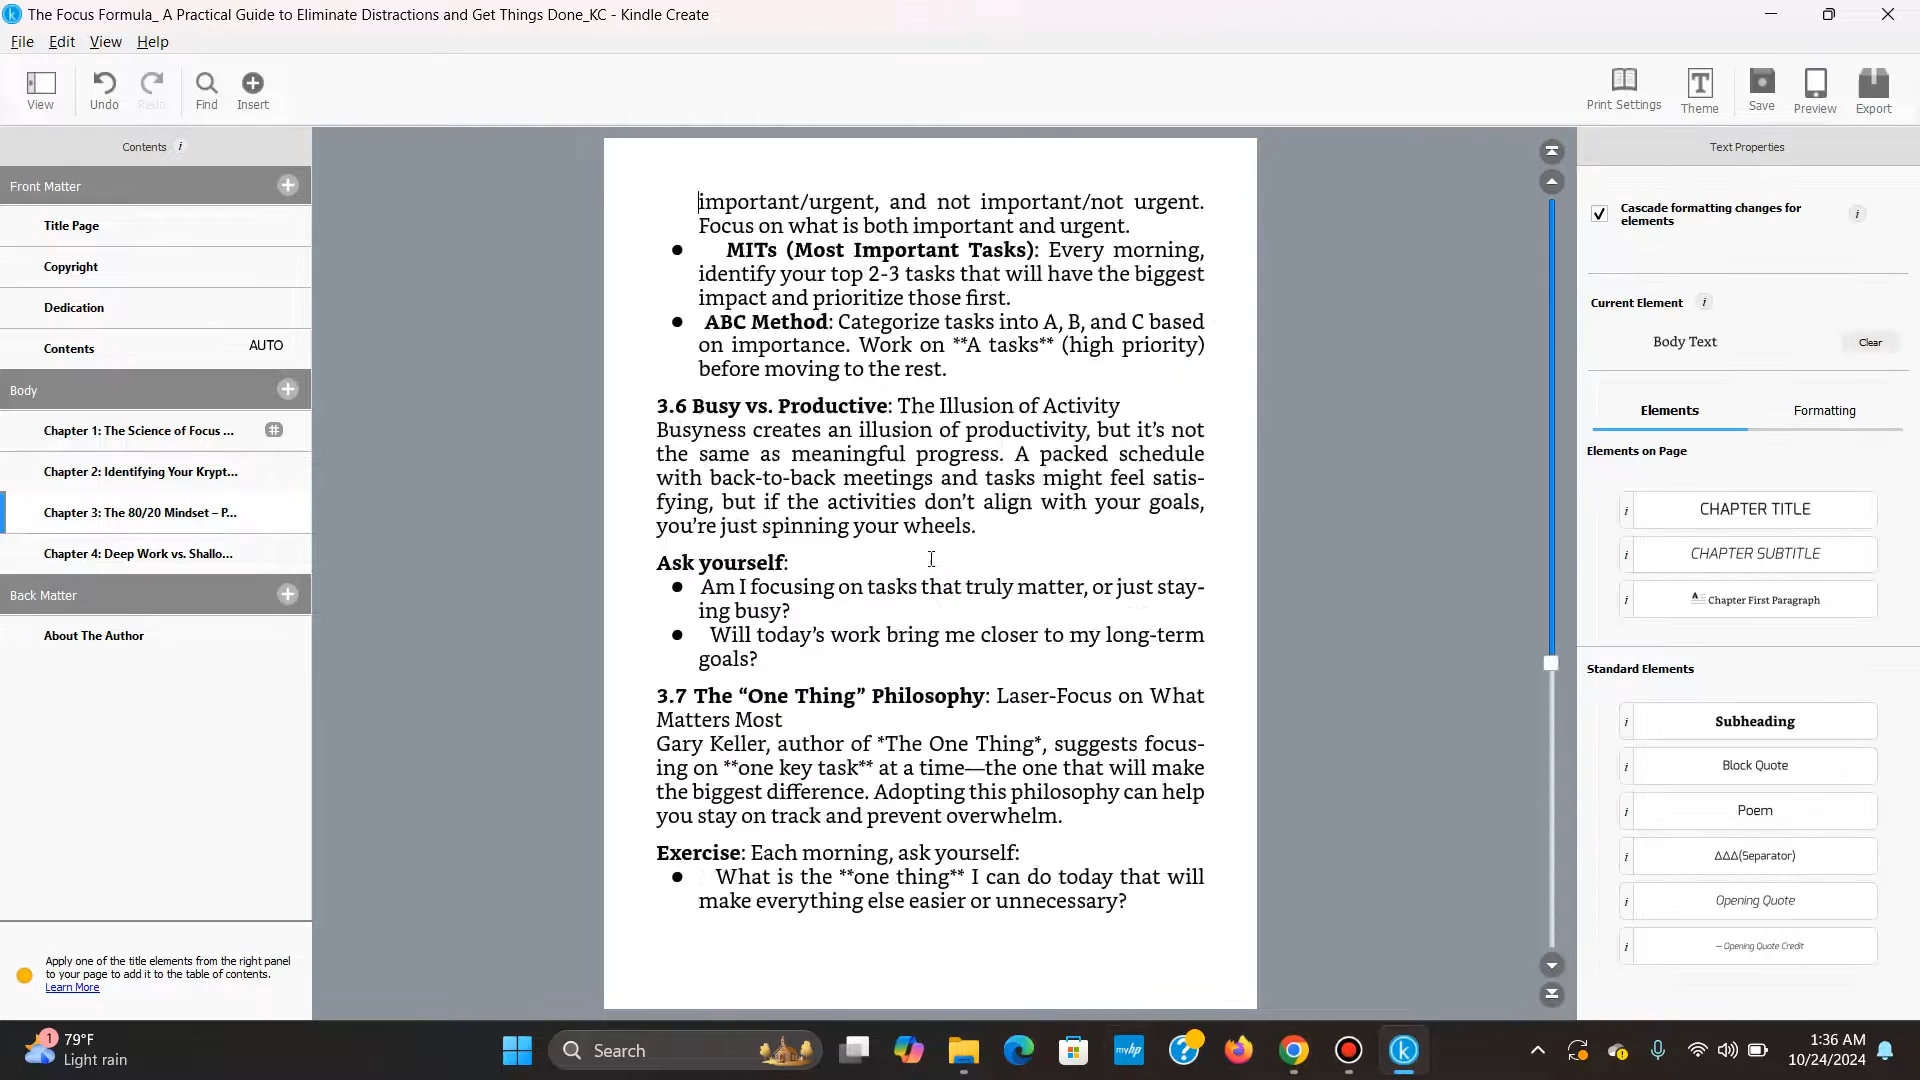 The Focus Formula_ A Practical Guide to Eliminate Distractions and Get Things Done_KC - Kindle Create
File Edit View Help
View Undo Redo Find Insert Print Settings Theme Save Preview Export
Contents i
Front Matter
Title Page
Copyright
Dedication
Contents AUTO
Body
Chapter 1: The Science of Focus ...
Chapter 2: Identifying Your Krypt...
Chapter 3: The 80/20 Mindset – P...
Chapter 4: Deep Work vs. Shallo...
Back Matter
About The Author
Apply one of the title elements from the right panel
to your page to add it to the table of contents.
Learn More
important/urgent, and not important/not urgent.
Focus on what is both important and urgent.
● MITs (Most Important Tasks): Every morning,
identify your top 2-3 tasks that will have the biggest
impact and prioritize those first.
● ABC Method: Categorize tasks into A, B, and C based
on importance. Work on **A tasks** (high priority)
before moving to the rest.
3.6 Busy vs. Productive: The Illusion of Activity
Busyness creates an illusion of productivity, but it’s not
the same as meaningful progress. A packed schedule
with back-to-back meetings and tasks might feel satis-
fying, but if the activities don’t align with your goals,
you’re just spinning your wheels.
Ask yourself:
● Am I focusing on tasks that truly matter, or just stay-
ing busy?
● Will today’s work bring me closer to my long-term
goals?
3.7 The “One Thing” Philosophy: Laser-Focus on What
Matters Most
Gary Keller, author of *The One Thing*, suggests focus-
ing on **one key task** at a time—the one that will make
the biggest difference. Adopting this philosophy can help
you stay on track and prevent overwhelm.
Exercise: Each morning, ask yourself:
● What is the **one thing** I can do today that will
make everything else easier or unnecessary?
Text Properties
Cascade formatting changes for
elements i
Current Element i
Body Text Clear
Elements Formatting
Elements on Page
i CHAPTER TITLE
i CHAPTER SUBTITLE
i A Chapter First Paragraph
Standard Elements
i Subheading
i Block Quote
i Poem
i ΔΔΔ(Separator)
i Opening Quote
i — Opening Quote Credit
1 79°F
Light rain
Search
myhp
1:36 AM
10/24/2024